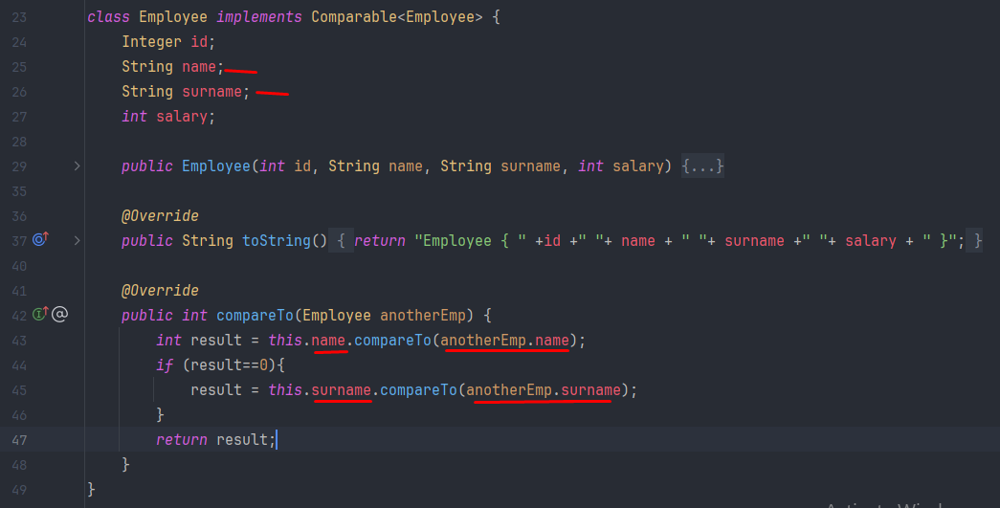 23 class Employee implements Comparable<Employee> {
24 Integer id;
25 String name;
26 String surname;
27 int salary;
28
29 public Employee(int id, String name, String surname, int salary) {...}
35
36 @Override
37 public String toString() { return "Employee { " +id +" "+ name + " "+ surname +" "+ salary + " }"; }
40
41 @Override
42 public int compareTo(Employee anotherEmp) {
43 int result = this.name.compareTo(anotherEmp.name);
44 if (result==0){
45 result = this.surname.compareTo(anotherEmp.surname);
46 }
47 return result;
48 }
49 }